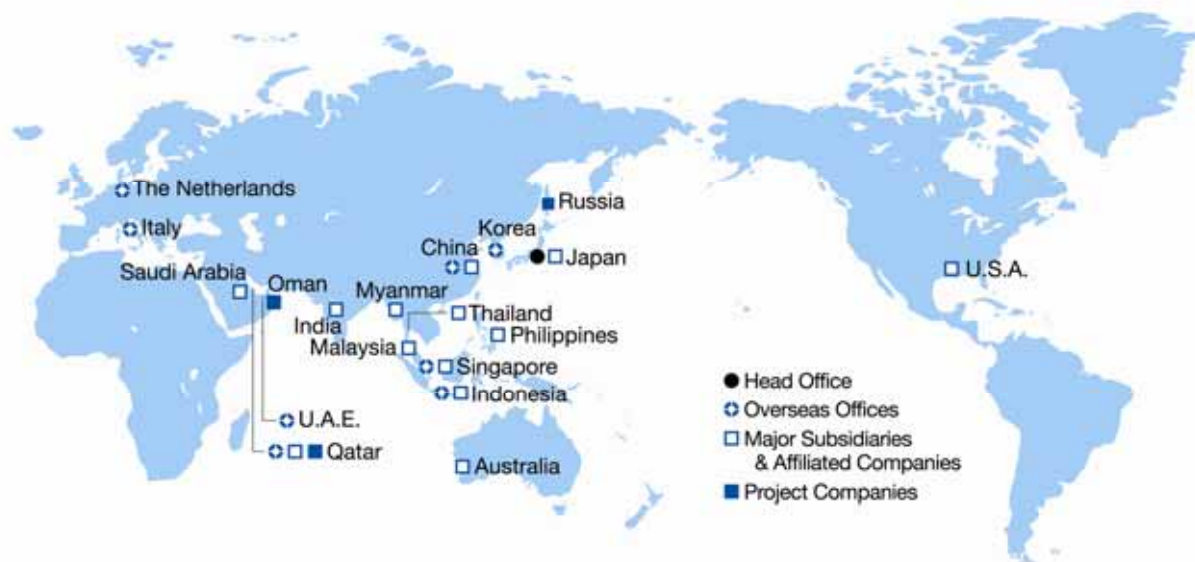 The Netherlands
Russia
Italy
Korea
China
Japan
Saudi Arabia
Oman
U.S.A.
Myanmar
India
Thailand
Malaysia
Philippines
Singapore
Indonesia
U.A.E.
Qatar
Australia
Head Office
Overseas Offices
Major Subsidiaries
& Affiliated Companies
Project Companies